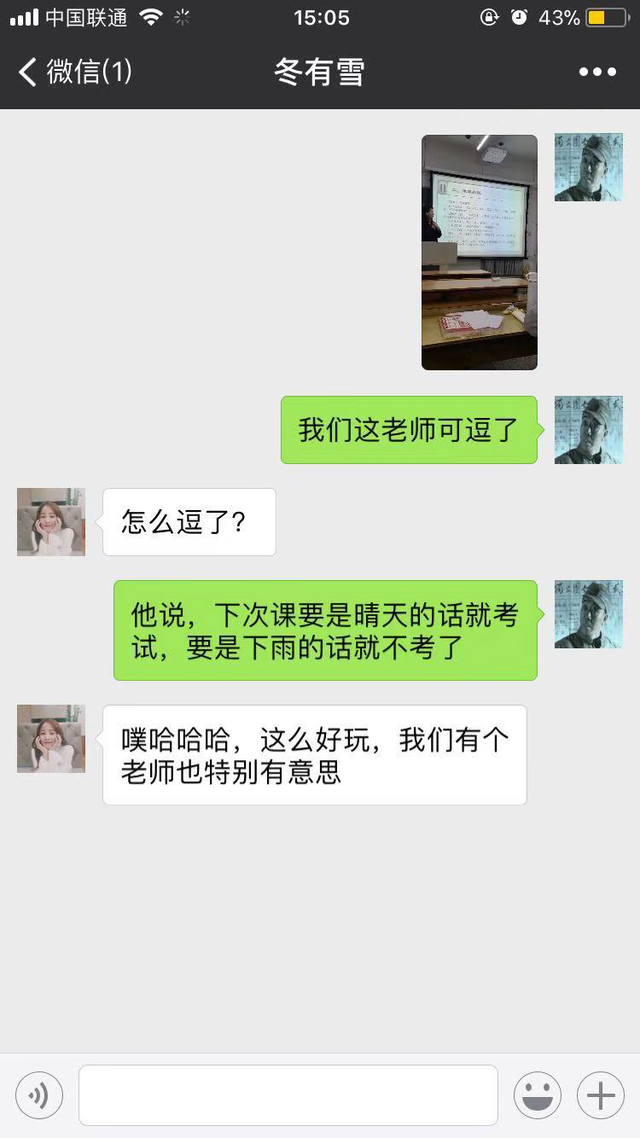 中国联通
15:05
43%
微信(1)
冬有雪
我们这老师可逗了
怎么逗了?
他说，下次课要是晴天的话就考
试，要是下雨的话就不考了
噗哈哈哈，这么好玩，我们有个
老师也特别有意思